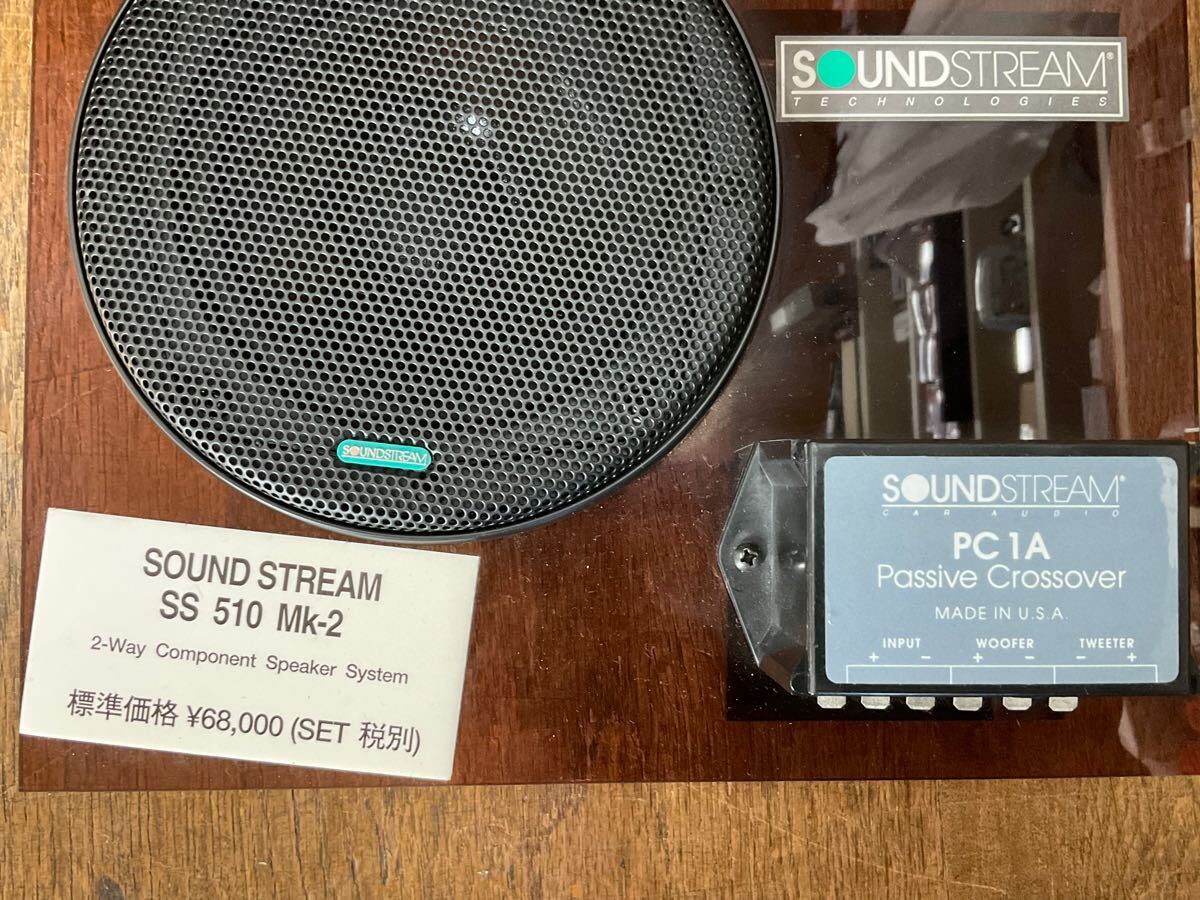 SOUNDSTREAM®
TECHNOLOGIES
SOUNDSTREAM
SOUND STREAM
SS 510 Mk-2
2-Way Component Speaker System
標準価格 ¥68,000 (SET 税別)
SOUNDSTREAM®
CAR AUDIO
PC 1A
Passive Crossover
MADE IN U.S.A.
INPUT WOOFER TWEETER
+ − + − − +